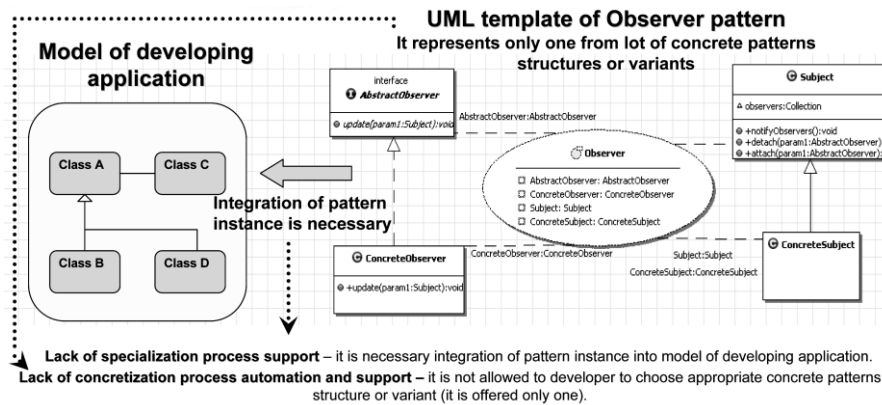 UML template of Observer pattern
It represents only one from lot of concrete patterns
structures or variants
Model of developing
application
Class A
Class C
Class B
Class D
Integration of pattern
instance is necessary
interface
AbstractObserver
update(param1:Subject):void
AbstractObserver:AbstractObserver
Subject
observers:Collection
+notifyObservers():void
+detach(param1:AbstractObserver)
+attach(param1:AbstractObserver):
Observer
AbstractObserver: AbstractObserver
ConcreteObserver: ConcreteObserver
Subject: Subject
ConcreteSubject: ConcreteSubject
ConcreteObserver
+update(param1:Subject):void
ConcreteObserver:ConcreteObserver
Subject:Subject
ConcreteSubject:ConcreteSubject
ConcreteSubject
Lack of specialization process support – it is necessary integration of pattern instance into model of developing application.
Lack of concretization process automation and support – it is not allowed to developer to choose appropriate concrete patterns
structure or variant (it is offered only one).